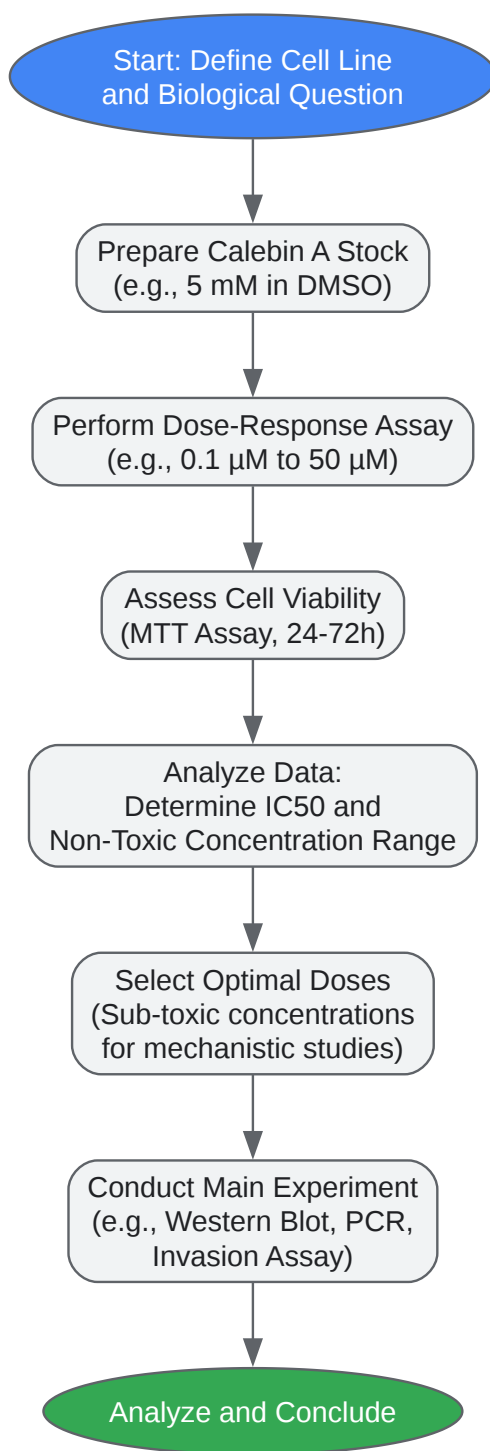 Start: Define Cell Line
and Biological Question
Prepare Calebin A Stock
(e.g., 5 mM in DMSO)
Perform Dose-Response Assay
(e.g., 0.1 µM to 50 µM)
Assess Cell Viability
(MTT Assay, 24-72h)
Analyze Data:
Determine IC50 and
Non-Toxic Concentration Range
Select Optimal Doses
(Sub-toxic concentrations
for mechanistic studies)
Conduct Main Experiment
(e.g., Western Blot, PCR,
Invasion Assay)
Analyze and Conclude